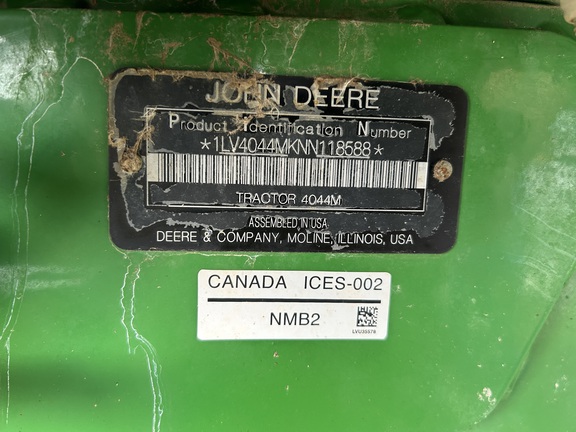 JOHN DEERE
Product Identification Number
*1LV4044MKNN118588*
TRACTOR 4044M
ASSEMBLED IN USA
DEERE & COMPANY, MOLINE, ILLINOIS, USA
CANADA ICES-002
NMB2